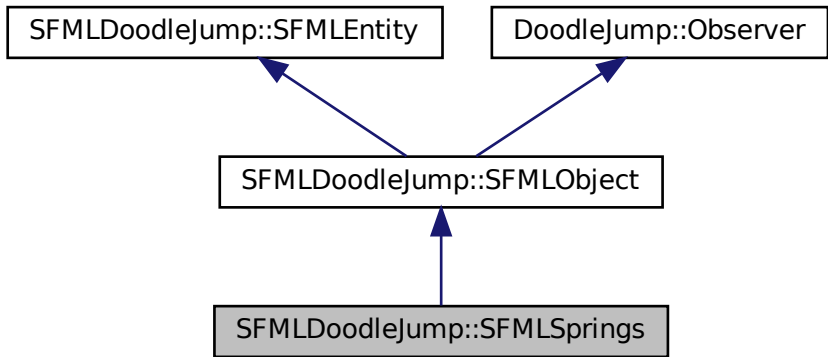 SFMLDoodleJump::SFMLEntity
DoodleJump::Observer
SFMLDoodleJump::SFMLObject
SFMLDoodleJump::SFMLSprings